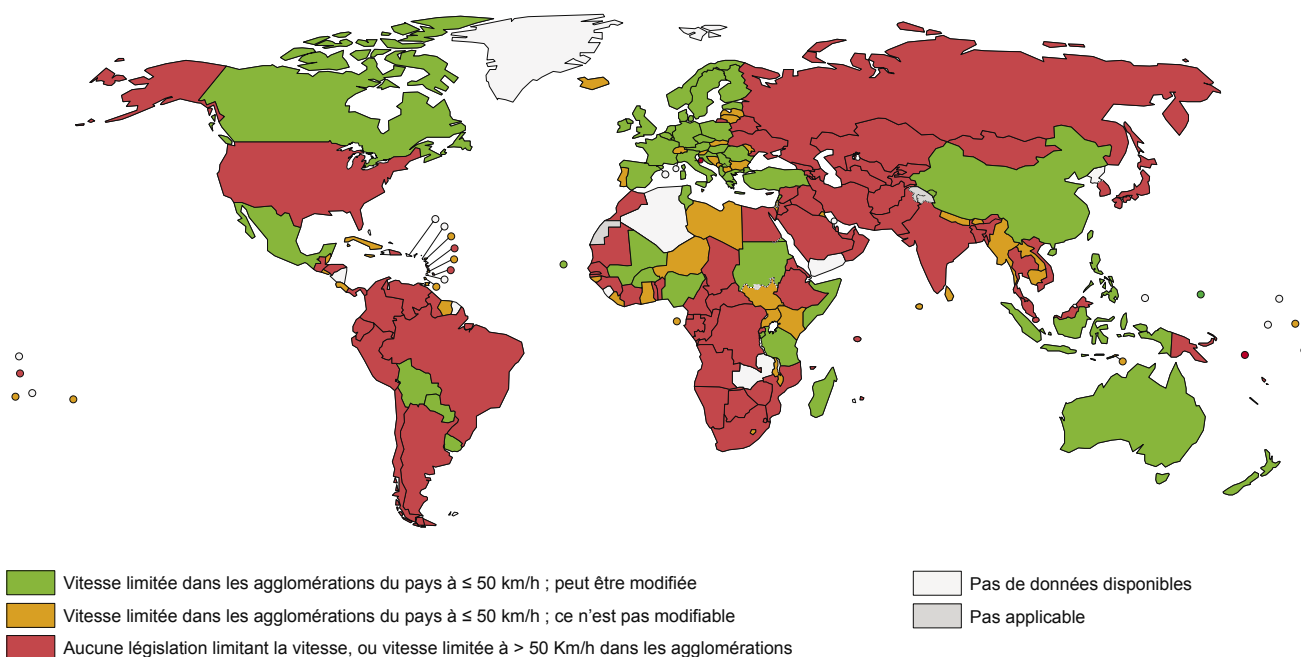 Vitesse limitée dans les agglomérations du pays à ≤ 50 km/h ; peut être modifiée
Vitesse limitée dans les agglomérations du pays à ≤ 50 km/h ; ce n'est pas modifiable
Aucune législation limitant la vitesse, ou vitesse limitée à > 50 Km/h dans les agglomérations
Pas de données disponibles
Pas applicable